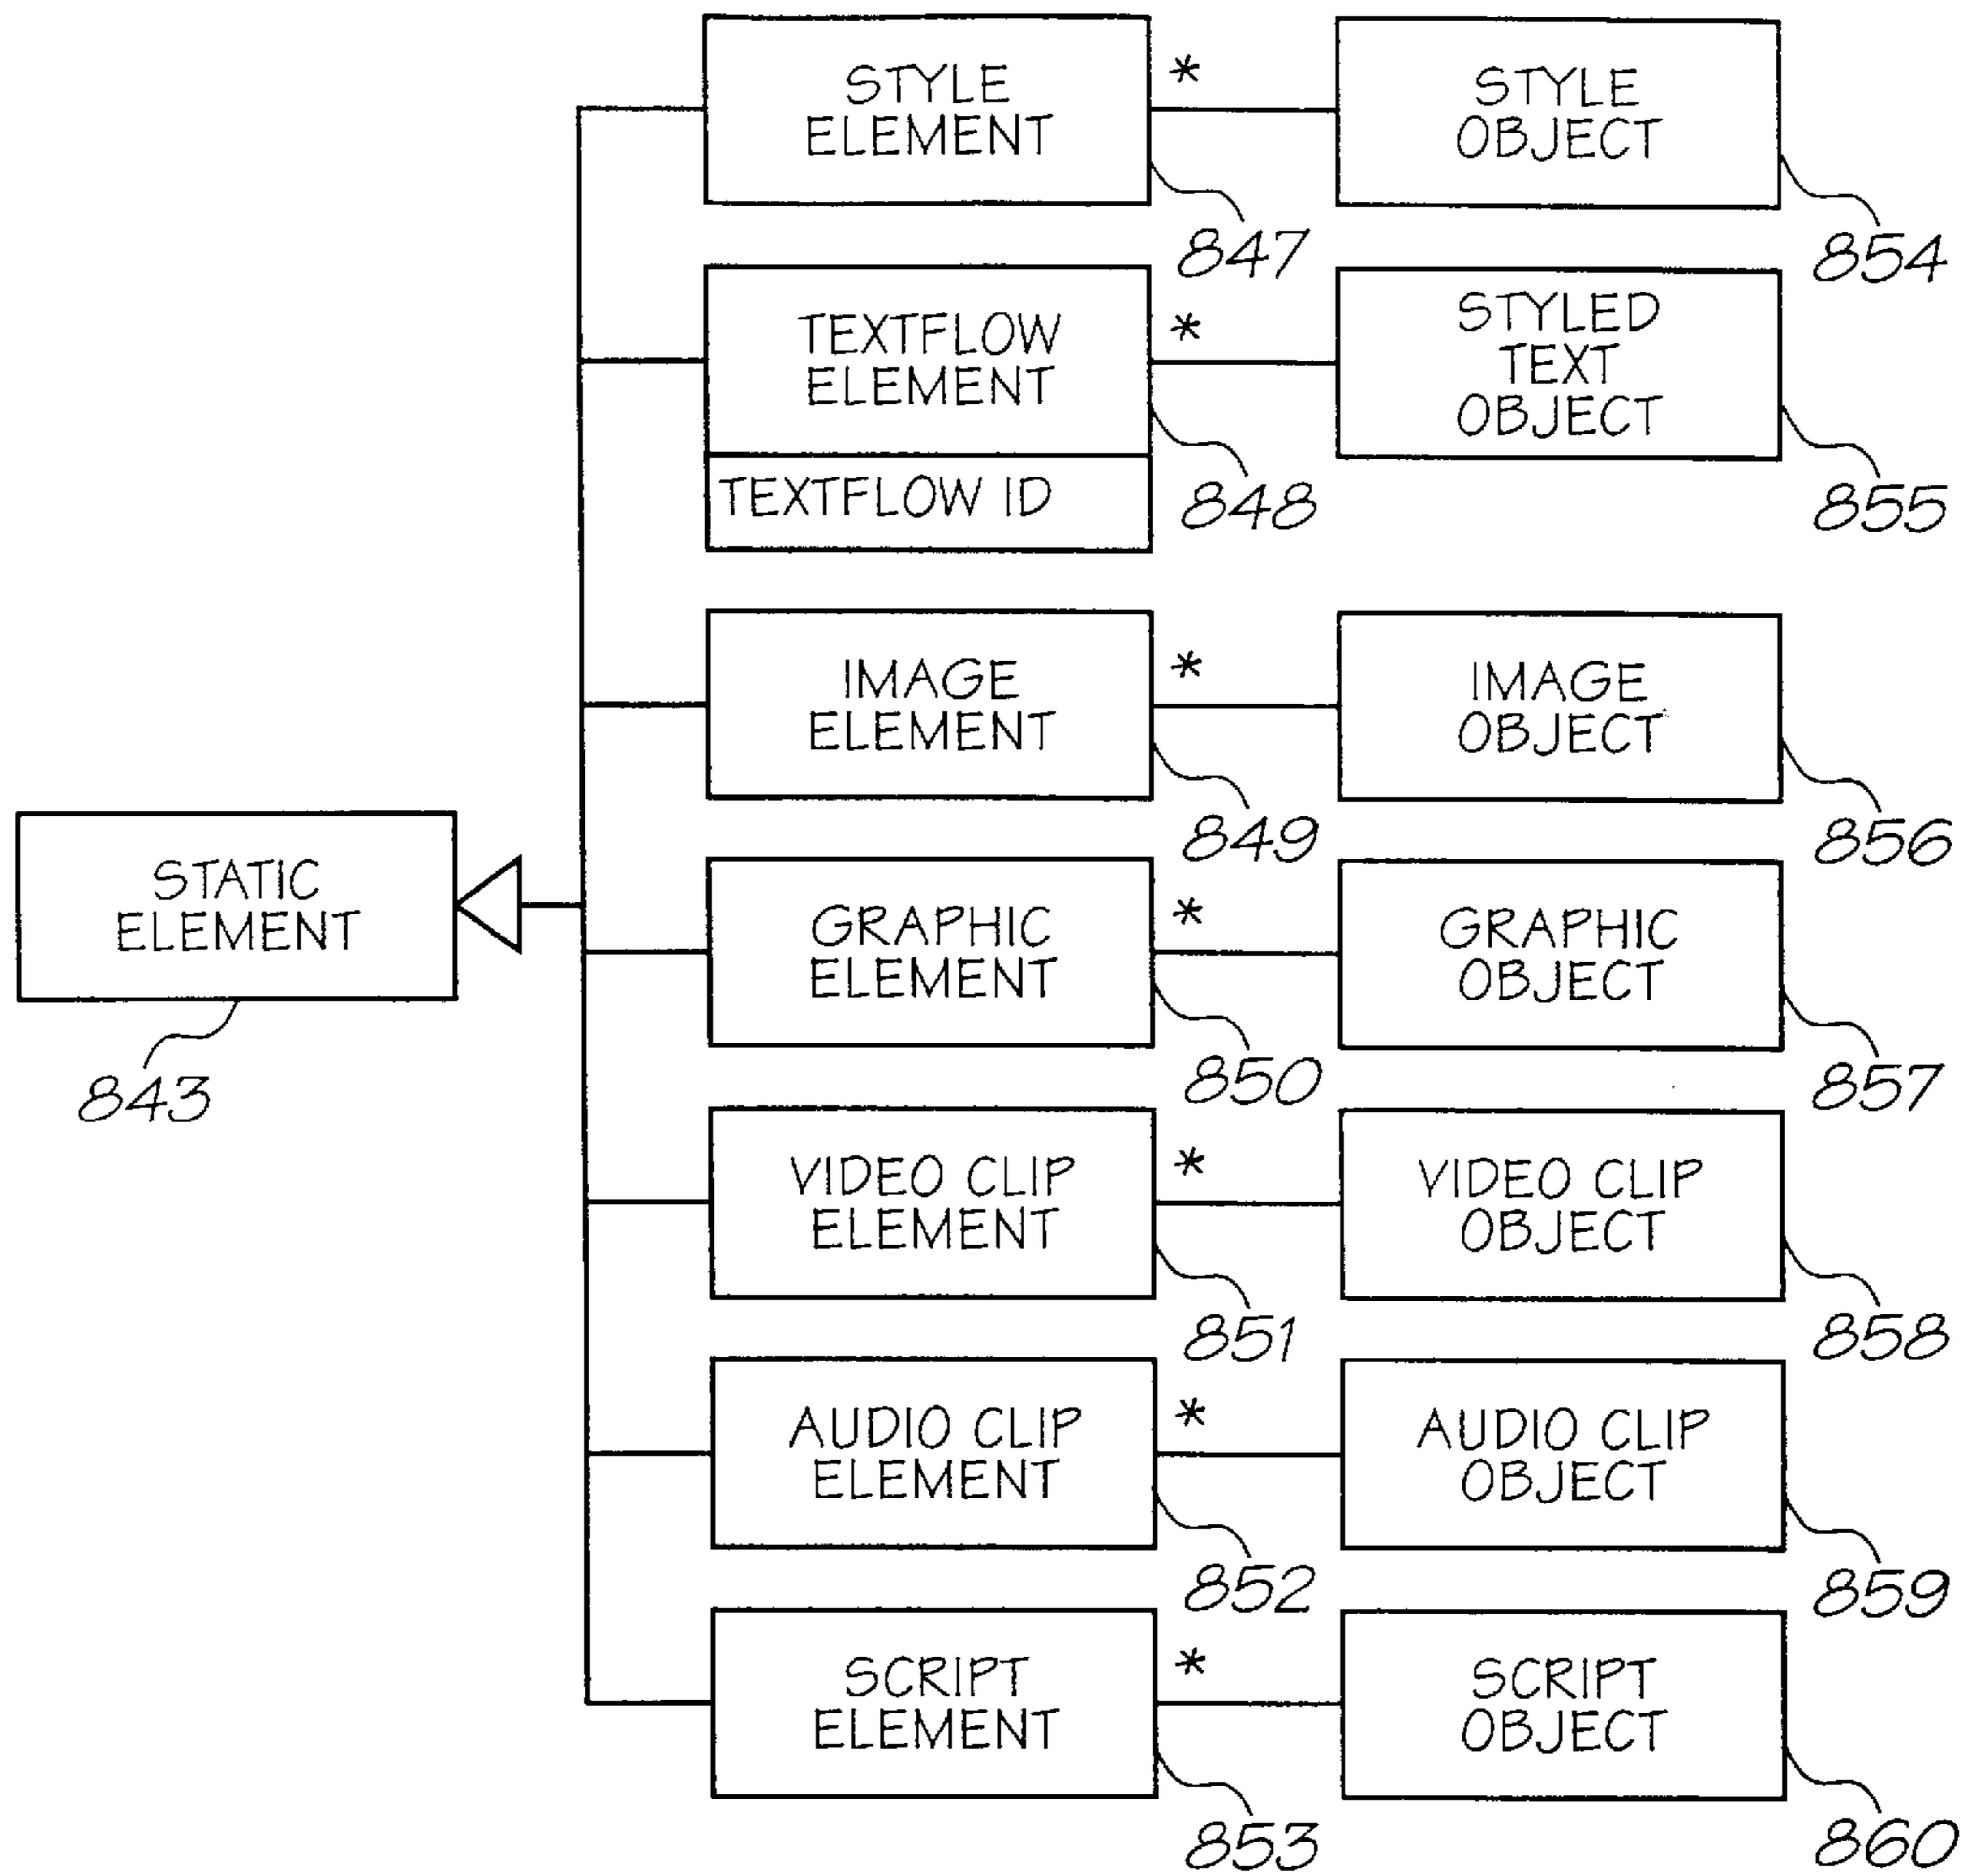 STYLE
ELEMENT
*
STYLE
OBJECT
847
854
TEXTFLOW
ELEMENT
*
STYLED
TEXT
OBJECT
TEXTFLOW ID
848
855
IMAGE
ELEMENT
*
IMAGE
OBJECT
849
856
STATIC
ELEMENT
843
GRAPHIC
ELEMENT
*
GRAPHIC
OBJECT
850
857
VIDEO CLIP
ELEMENT
*
VIDEO CLIP
OBJECT
851
858
AUDIO CLIP
ELEMENT
*
AUDIO CLIP
OBJECT
852
859
SCRIPT
ELEMENT
*
SCRIPT
OBJECT
853
860